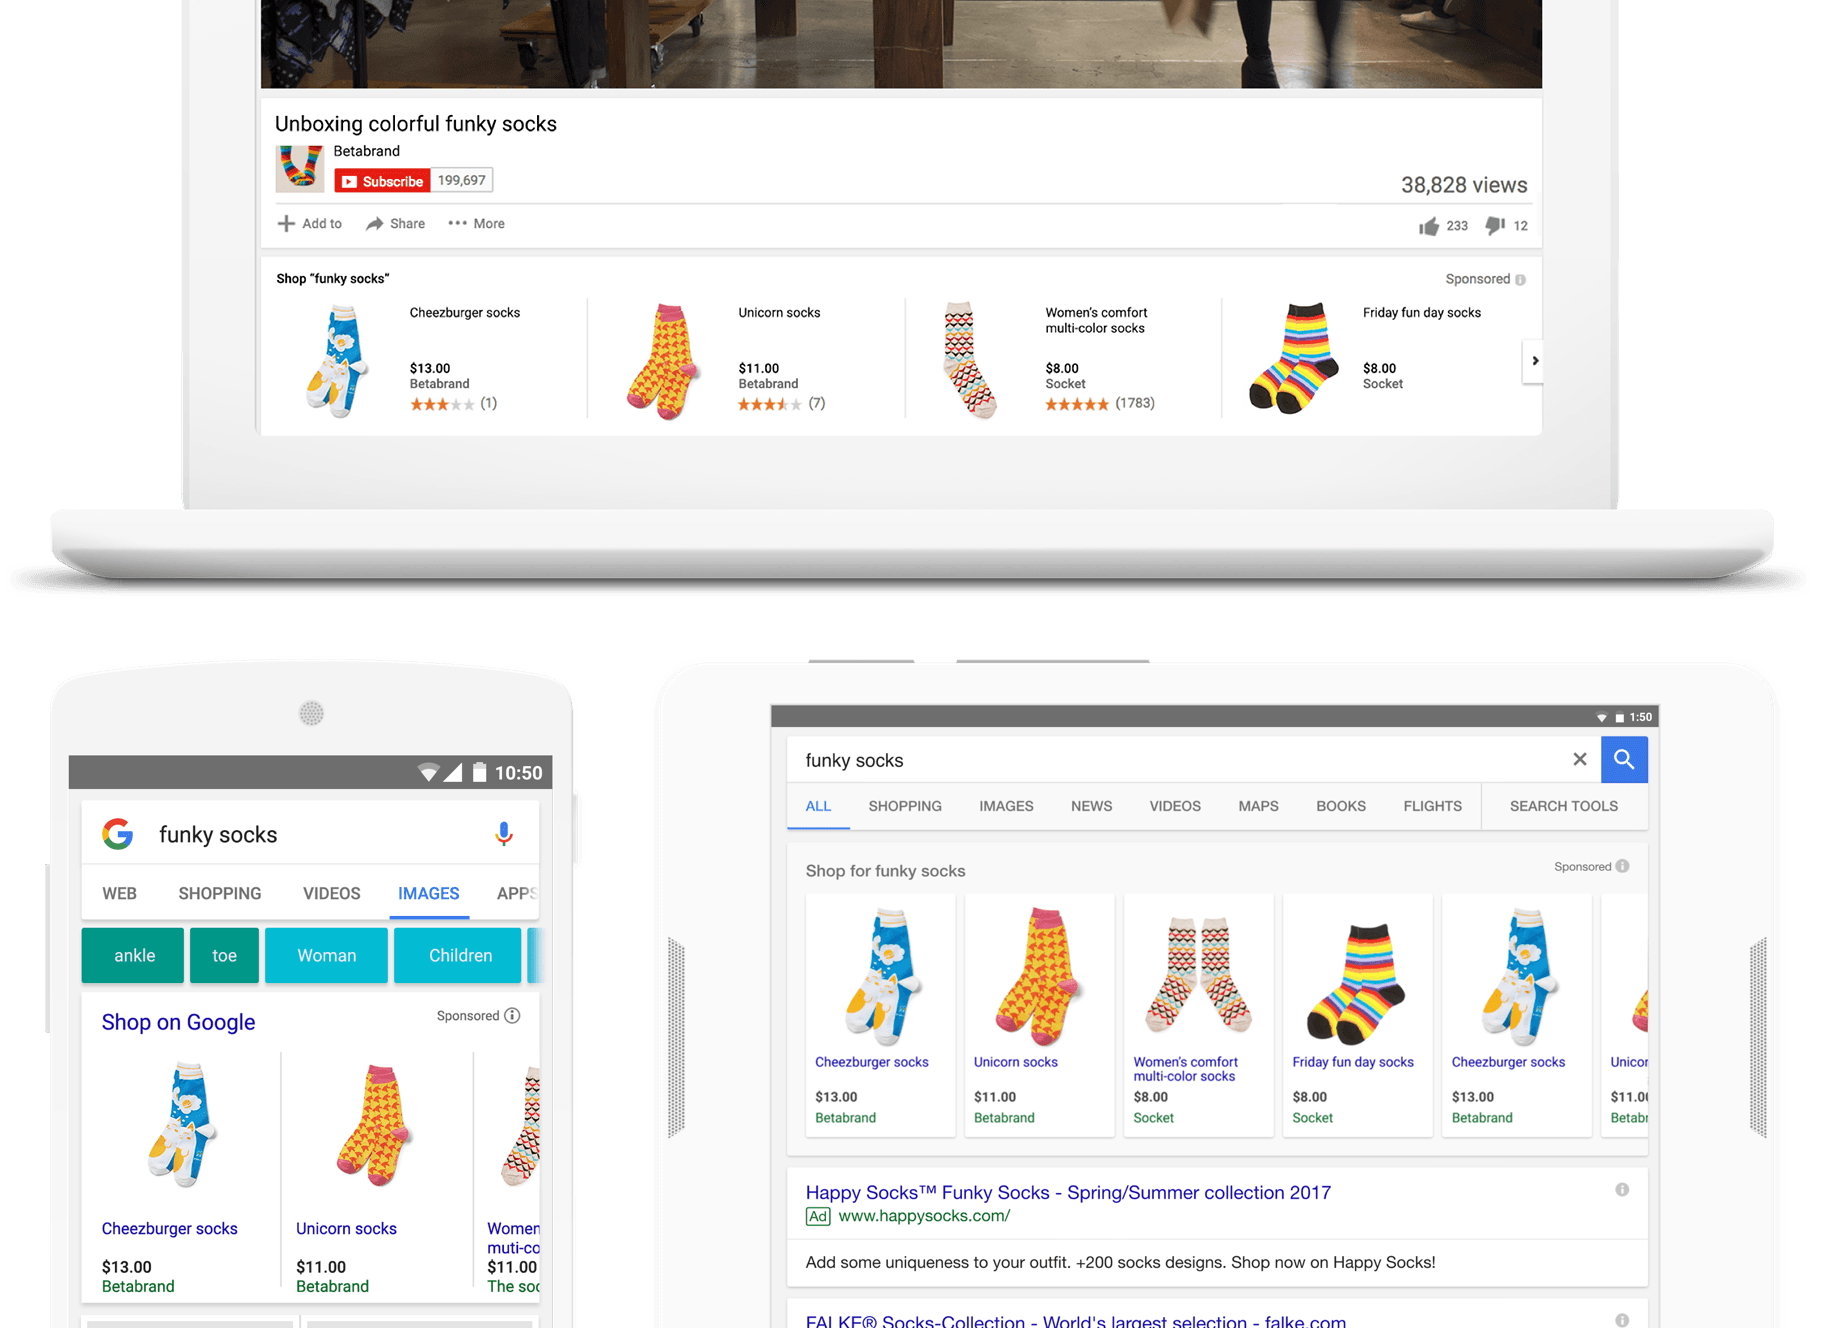 Unboxing colorful funky socks
Betabrand
Subscribe 199,697
38,828 views
Add to Share More
233 12
Shop “funky socks”
Sponsored
Cheezburger socks
$13.00
Betabrand
(1)
Unicorn socks
$11.00
Betabrand
(7)
Women’s comfort
multi-color socks
$8.00
Socket
(1783)
Friday fun day socks
$8.00
Socket
10:50
funky socks
WEB SHOPPING VIDEOS IMAGES APPS
ankle toe Woman Children
Shop on Google
Sponsored
Cheezburger socks
$13.00
Betabrand
Unicorn socks
$11.00
Betabrand
Women
muti-co
$11.00
The soc
1:50
funky socks
ALL SHOPPING IMAGES NEWS VIDEOS MAPS BOOKS FLIGHTS SEARCH TOOLS
Shop for funky socks
Sponsored
Cheezburger socks
$13.00
Betabrand
Unicorn socks
$11.00
Betabrand
Women’s comfort
multi-color socks
$8.00
Socket
Friday fun day socks
$8.00
Socket
Cheezburger socks
$13.00
Betabrand
Unicor
$11.0
Betab
Happy Socks™ Funky Socks - Spring/Summer collection 2017
Ad www.happysocks.com/
Add some uniqueness to your outfit. +200 socks designs. Shop now on Happy Socks!
FALKE® Socks-Collection - World's largest selection - falke.com